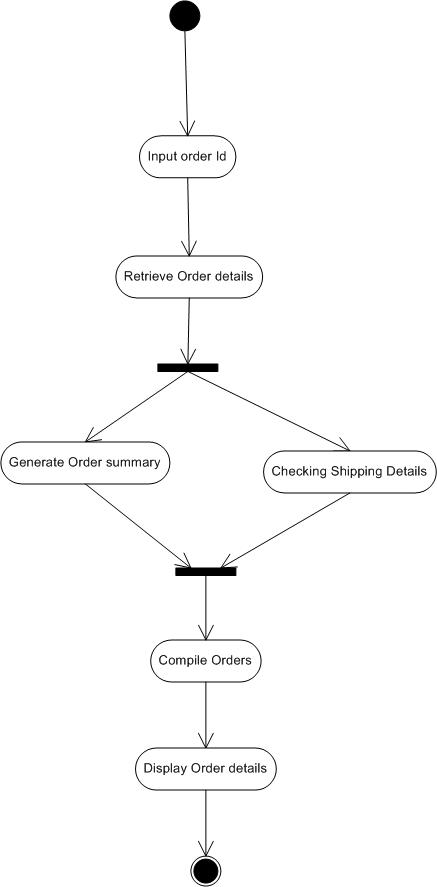 Input order Id
Retrieve Order details
Generate Order summary
Checking Shipping Details
Compile Orders
Display Order details